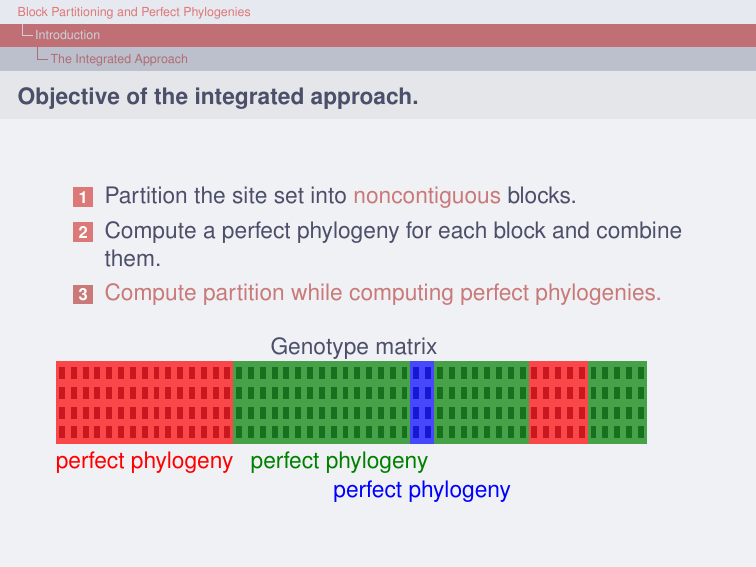 Block Partitioning and Perfect Phylogenies
Introduction
The Integrated Approach
Objective of the integrated approach.
1 Partition the site set into noncontiguous blocks.
2 Compute a perfect phylogeny for each block and combine
them.
3 Compute partition while computing perfect phylogenies.
Genotype matrix
perfect phylogeny perfect phylogeny
perfect phylogeny